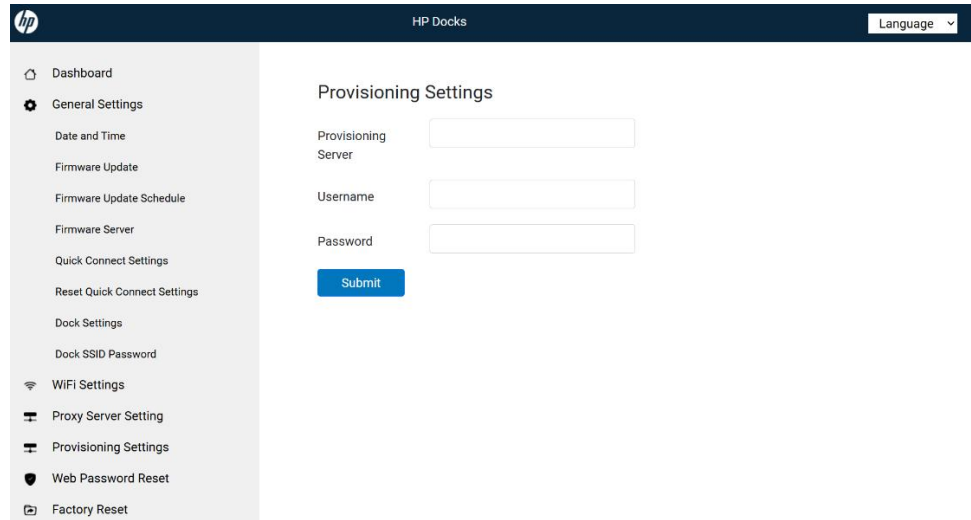 hp
HP Docks
Language
Dashboard
General Settings
Date and Time
Firmware Update
Firmware Update Schedule
Firmware Server
Quick Connect Settings
Reset Quick Connect Settings
Dock Settings
Dock SSID Password
WiFi Settings
Proxy Server Setting
Provisioning Settings
Web Password Reset
Factory Reset
Provisioning Settings
Provisioning
Server
Username
Password
Submit